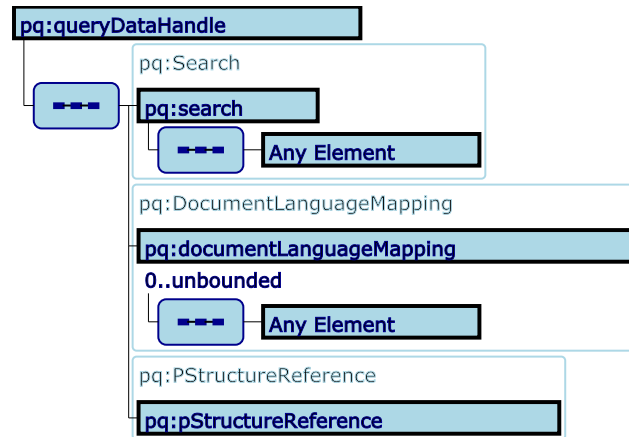 pq:queryDataHandle
pq:Search
pq:search
Any Element
pq:DocumentLanguageMapping
pq:documentLanguageMapping
0..unbounded
Any Element
pq:PStructureReference
pq:pStructureReference